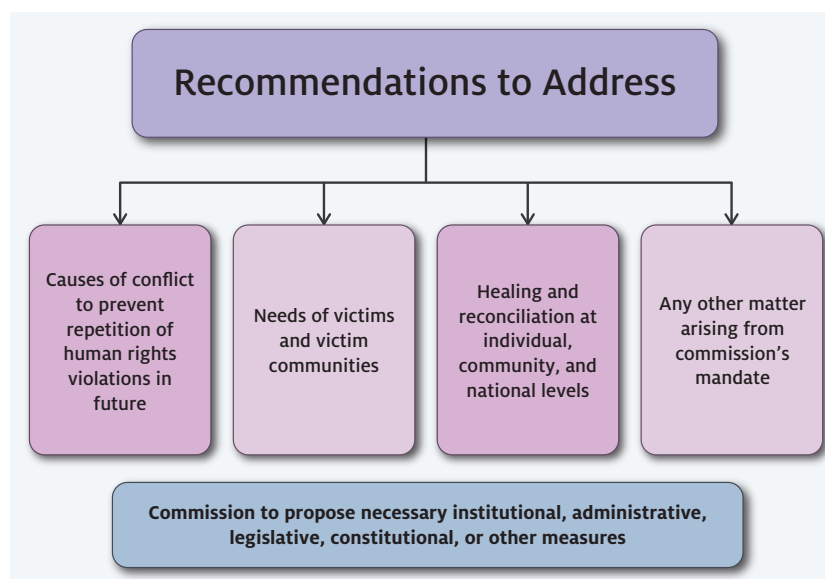 Recommendations to Address
Causes of conflict
to prevent
repetition of
human rights
violations in
future
Needs of victims
and victim
communities
Healing and
reconciliation at
individual,
community, and
national levels
Any other matter
arising from
commission’s
mandate
Commission to propose necessary institutional, administrative,
legislative, constitutional, or other measures